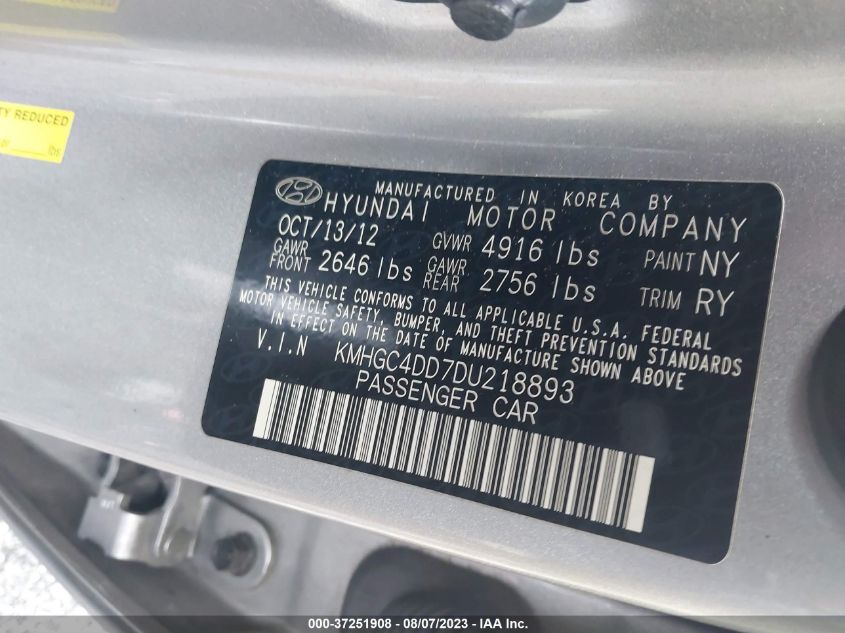 TY REDUCED
MANUFACTURED IN KOREA BY
HYUNDAI MOTOR COMPANY
OCT/13/12 GVWR 4916 lbs PAINT NY
GAWR FRONT 2646 lbs GAWR REAR 2756 lbs TRIM RY
THIS VEHICLE CONFORMS TO ALL APPLICABLE U.S.A. FEDERAL
MOTOR VEHICLE SAFETY, BUMPER, AND THEFT PREVENTION STANDARDS
IN EFFECT ON THE DATE OF MANUFACTURE SHOWN ABOVE
V.I.N KMHGC4DD7DU218893
PASSENGER CAR
000-37251908 - 08/07/2023 - IAAI.com